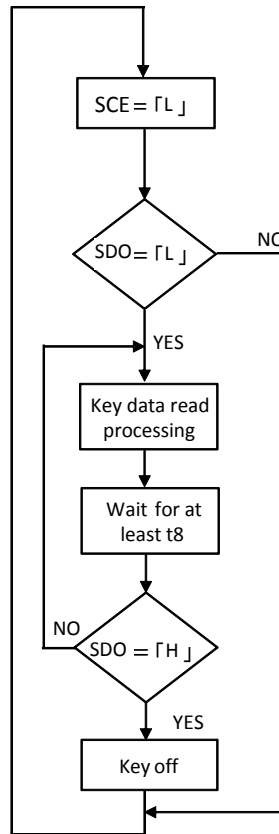 SCE = ｢L｣
SDO = ｢L｣
NO
YES
Key data read
processing
Wait for at
least t8
NO
SDO = ｢H｣
YES
Key off